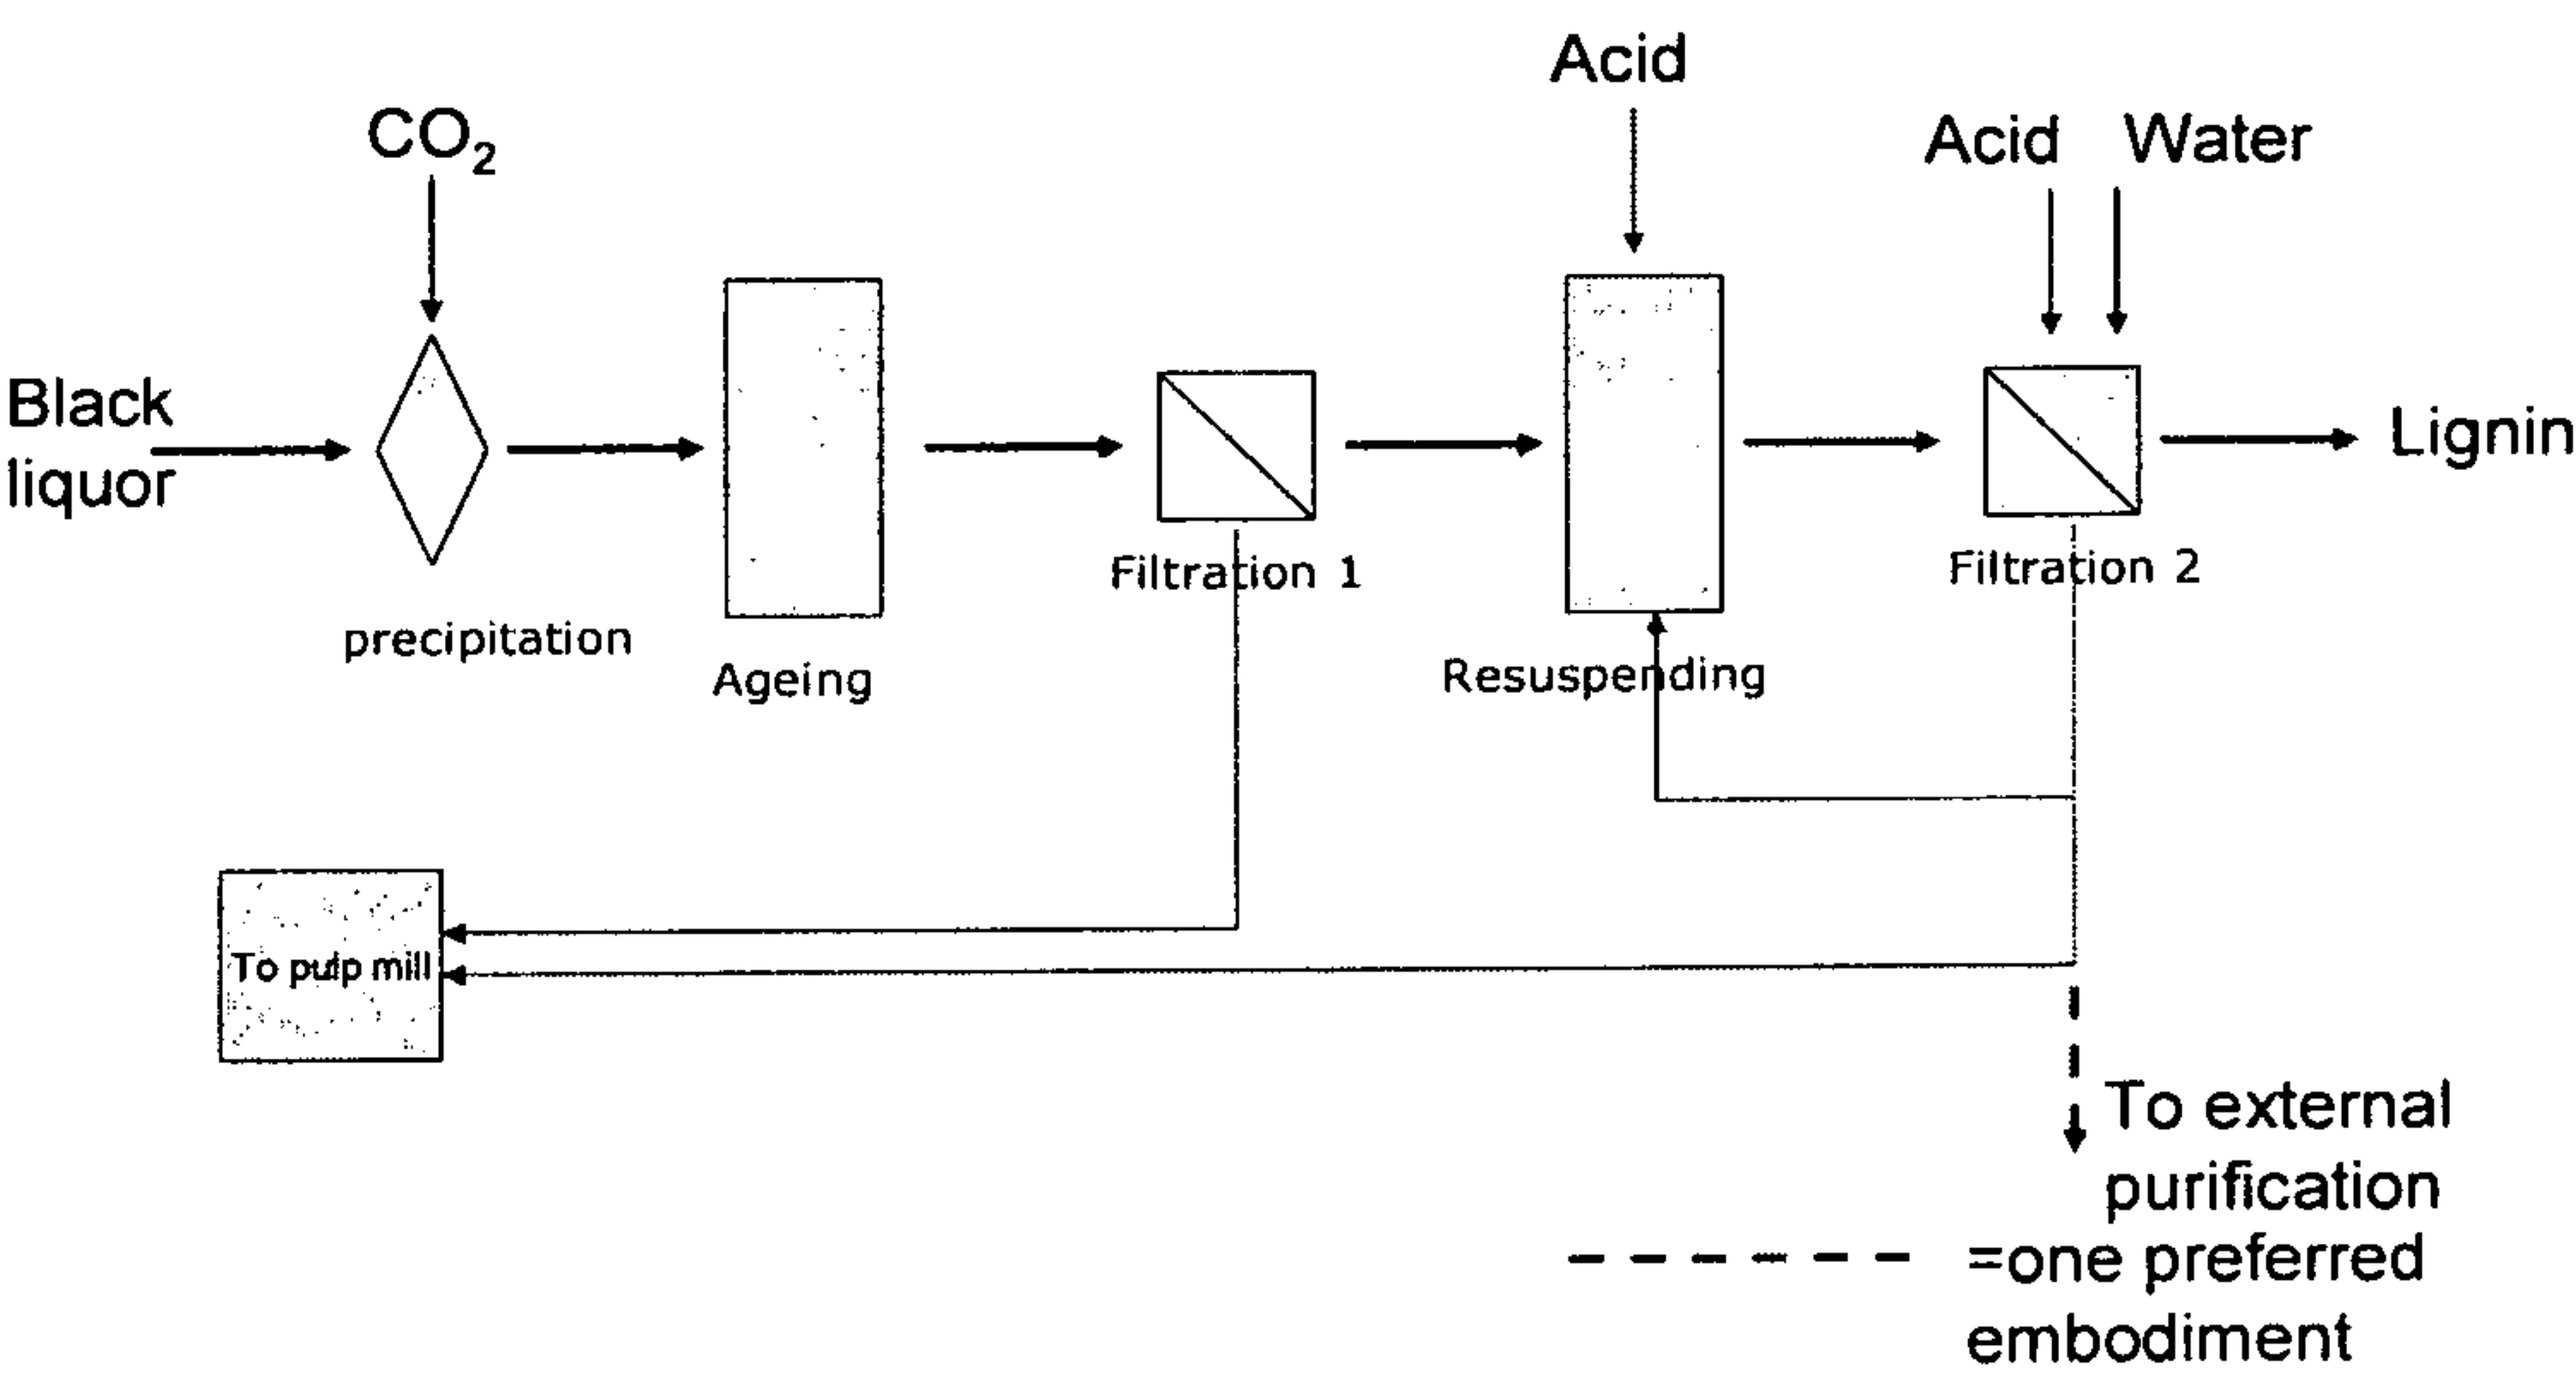 Acid
CO₂
Acid Water
Black
liquor
Lignin
Filtration 1
Filtration 2
precipitation
Ageing
Resuspending
To pulp mill
To external
purification
=one preferred
embodiment